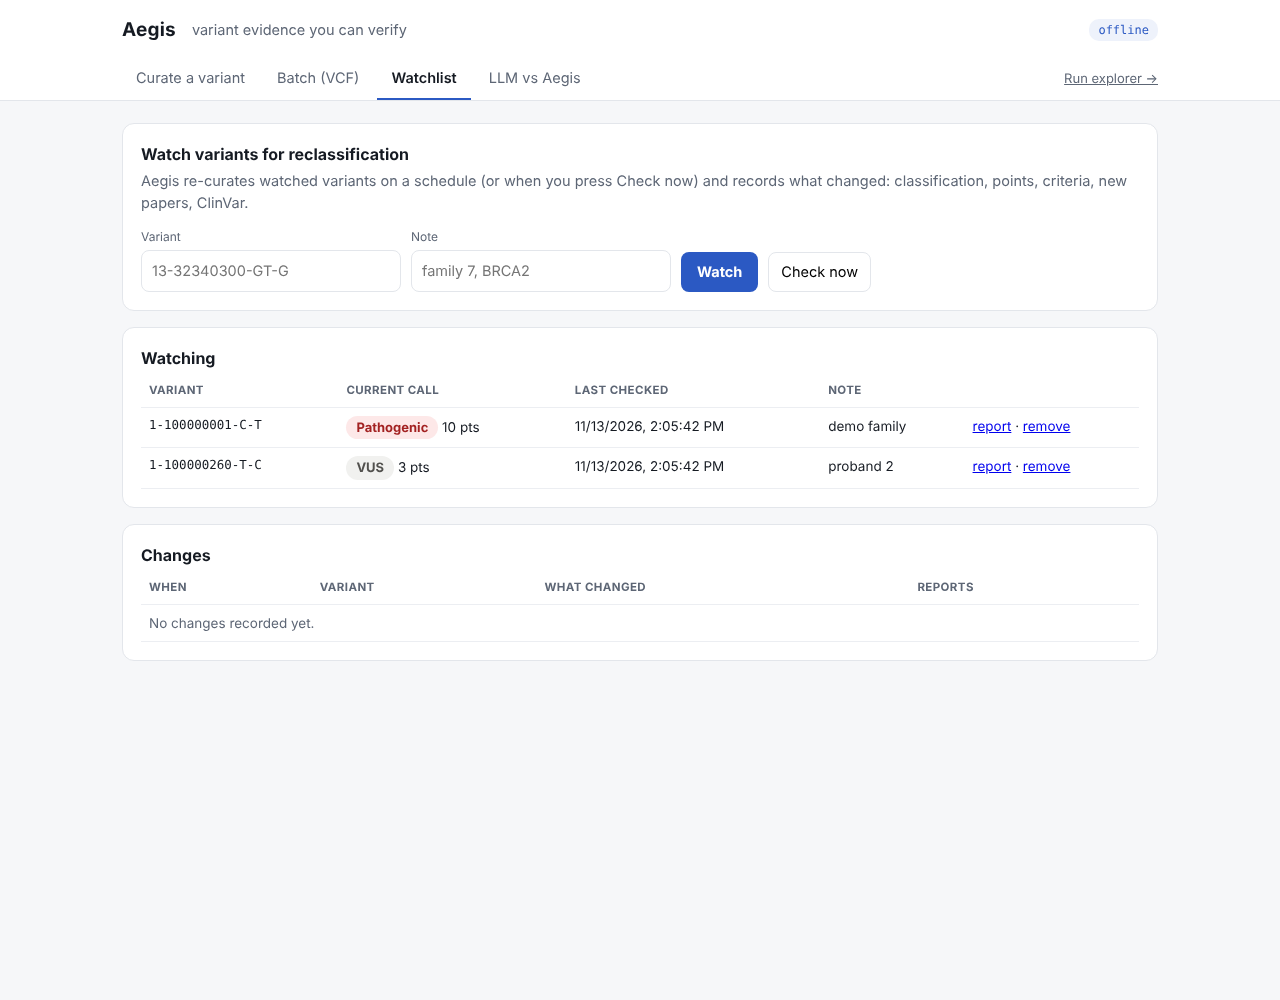 Aegis variant evidence you can verify offline
Curate a variant Batch (VCF) Watchlist LLM vs Aegis Run explorer →
Watch variants for reclassification
Aegis re-curates watched variants on a schedule (or when you press Check now) and records what changed: classification, points, criteria, new
papers, ClinVar.
Variant Note
13-32340300-GT-G family 7, BRCA2 Watch Check now
Watching
VARIANT CURRENT CALL LAST CHECKED NOTE
1-100000001-C-T Pathogenic 10 pts 11/13/2026, 2:05:42 PM demo family report · remove
1-100000260-T-C VUS 3 pts 11/13/2026, 2:05:42 PM proband 2 report · remove
Changes
WHEN VARIANT WHAT CHANGED REPORTS
No changes recorded yet.